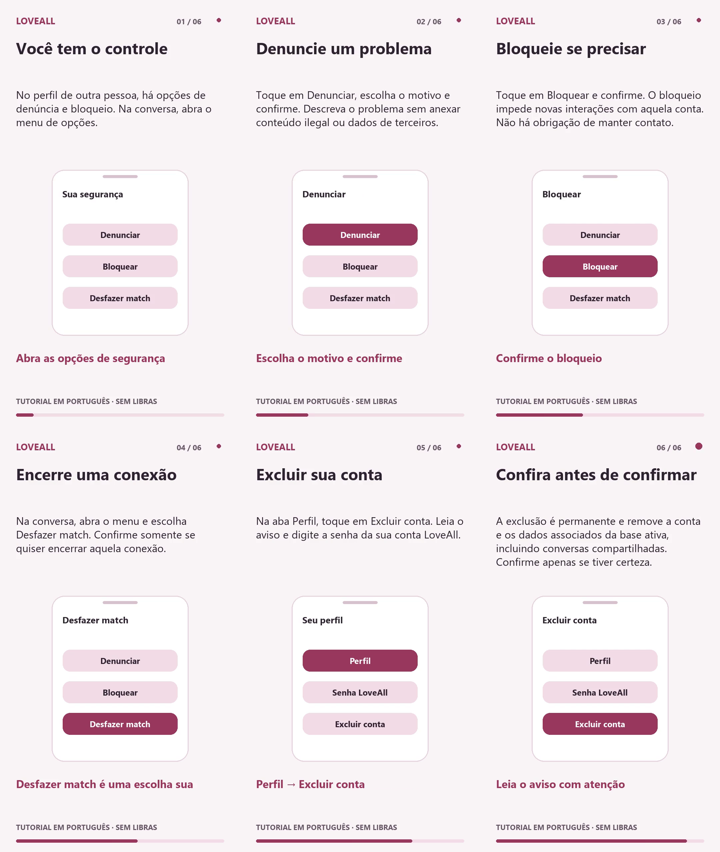 LOVEALL
01 / 06
Você tem o controle
No perfil de outra pessoa, há opções de
denúncia e bloqueio. Na conversa, abra o
menu de opções.
Sua segurança
Denunciar
Bloquear
Desfazer match
Abra as opções de segurança
TUTORIAL EM PORTUGUÊS · SEM LIBRAS
LOVEALL
02 / 06
Denuncie um problema
Toque em Denunciar, escolha o motivo e
confirme. Descreva o problema sem anexar
conteúdo ilegal ou dados de terceiros.
Denunciar
Denunciar
Bloquear
Desfazer match
Escolha o motivo e confirme
TUTORIAL EM PORTUGUÊS · SEM LIBRAS
LOVEALL
03 / 06
Bloqueie se precisar
Toque em Bloquear e confirme. O bloqueio
impede novas interações com aquela conta.
Não há obrigação de manter contato.
Bloquear
Denunciar
Bloquear
Desfazer match
Confirme o bloqueio
TUTORIAL EM PORTUGUÊS · SEM LIBRAS
LOVEALL
04 / 06
Encerre uma conexão
Na conversa, abra o menu e escolha
Desfazer match. Confirme somente se
quiser encerrar aquela conexão.
Desfazer match
Denunciar
Bloquear
Desfazer match
Desfazer match é uma escolha sua
TUTORIAL EM PORTUGUÊS · SEM LIBRAS
LOVEALL
05 / 06
Excluir sua conta
Na aba Perfil, toque em Excluir conta. Leia o
aviso e digite a senha da sua conta LoveAll.
Seu perfil
Perfil
Senha LoveAll
Excluir conta
Perfil → Excluir conta
TUTORIAL EM PORTUGUÊS · SEM LIBRAS
LOVEALL
06 / 06
Confira antes de confirmar
A exclusão é permanente e remove a conta
e os dados associados da base ativa,
incluindo conversas compartilhadas.
Confirme apenas se tiver certeza.
Excluir conta
Perfil
Senha LoveAll
Excluir conta
Leia o aviso com atenção
TUTORIAL EM PORTUGUÊS · SEM LIBRAS